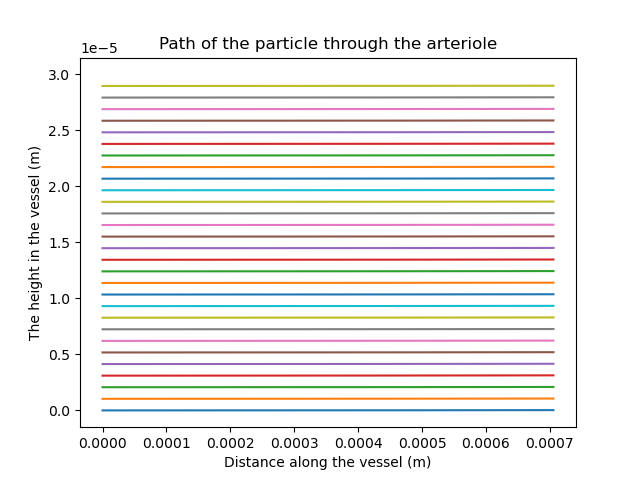 Path of the particle through the arteriole
1e−5
3.0
2.5
2.0
1.5
1.0
0.5
0.0
The height in the vessel (m)
0.0000 0.0001 0.0002 0.0003 0.0004 0.0005 0.0006 0.0007
Distance along the vessel (m)